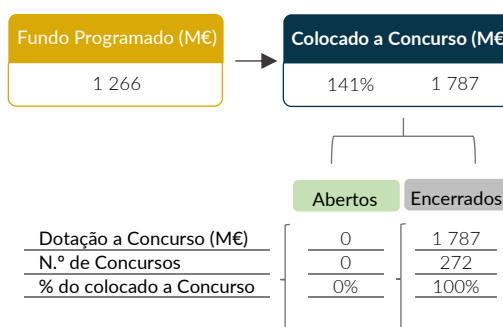 Fundo Programado (M€)
Colocado a Concurso (M€
1 266
141% 1 787
Abertos Encerrados
Dotação a Concurso (M€) 0 1 787
N.º de Concursos 0 272
% do colocado a Concurso 0% 100%